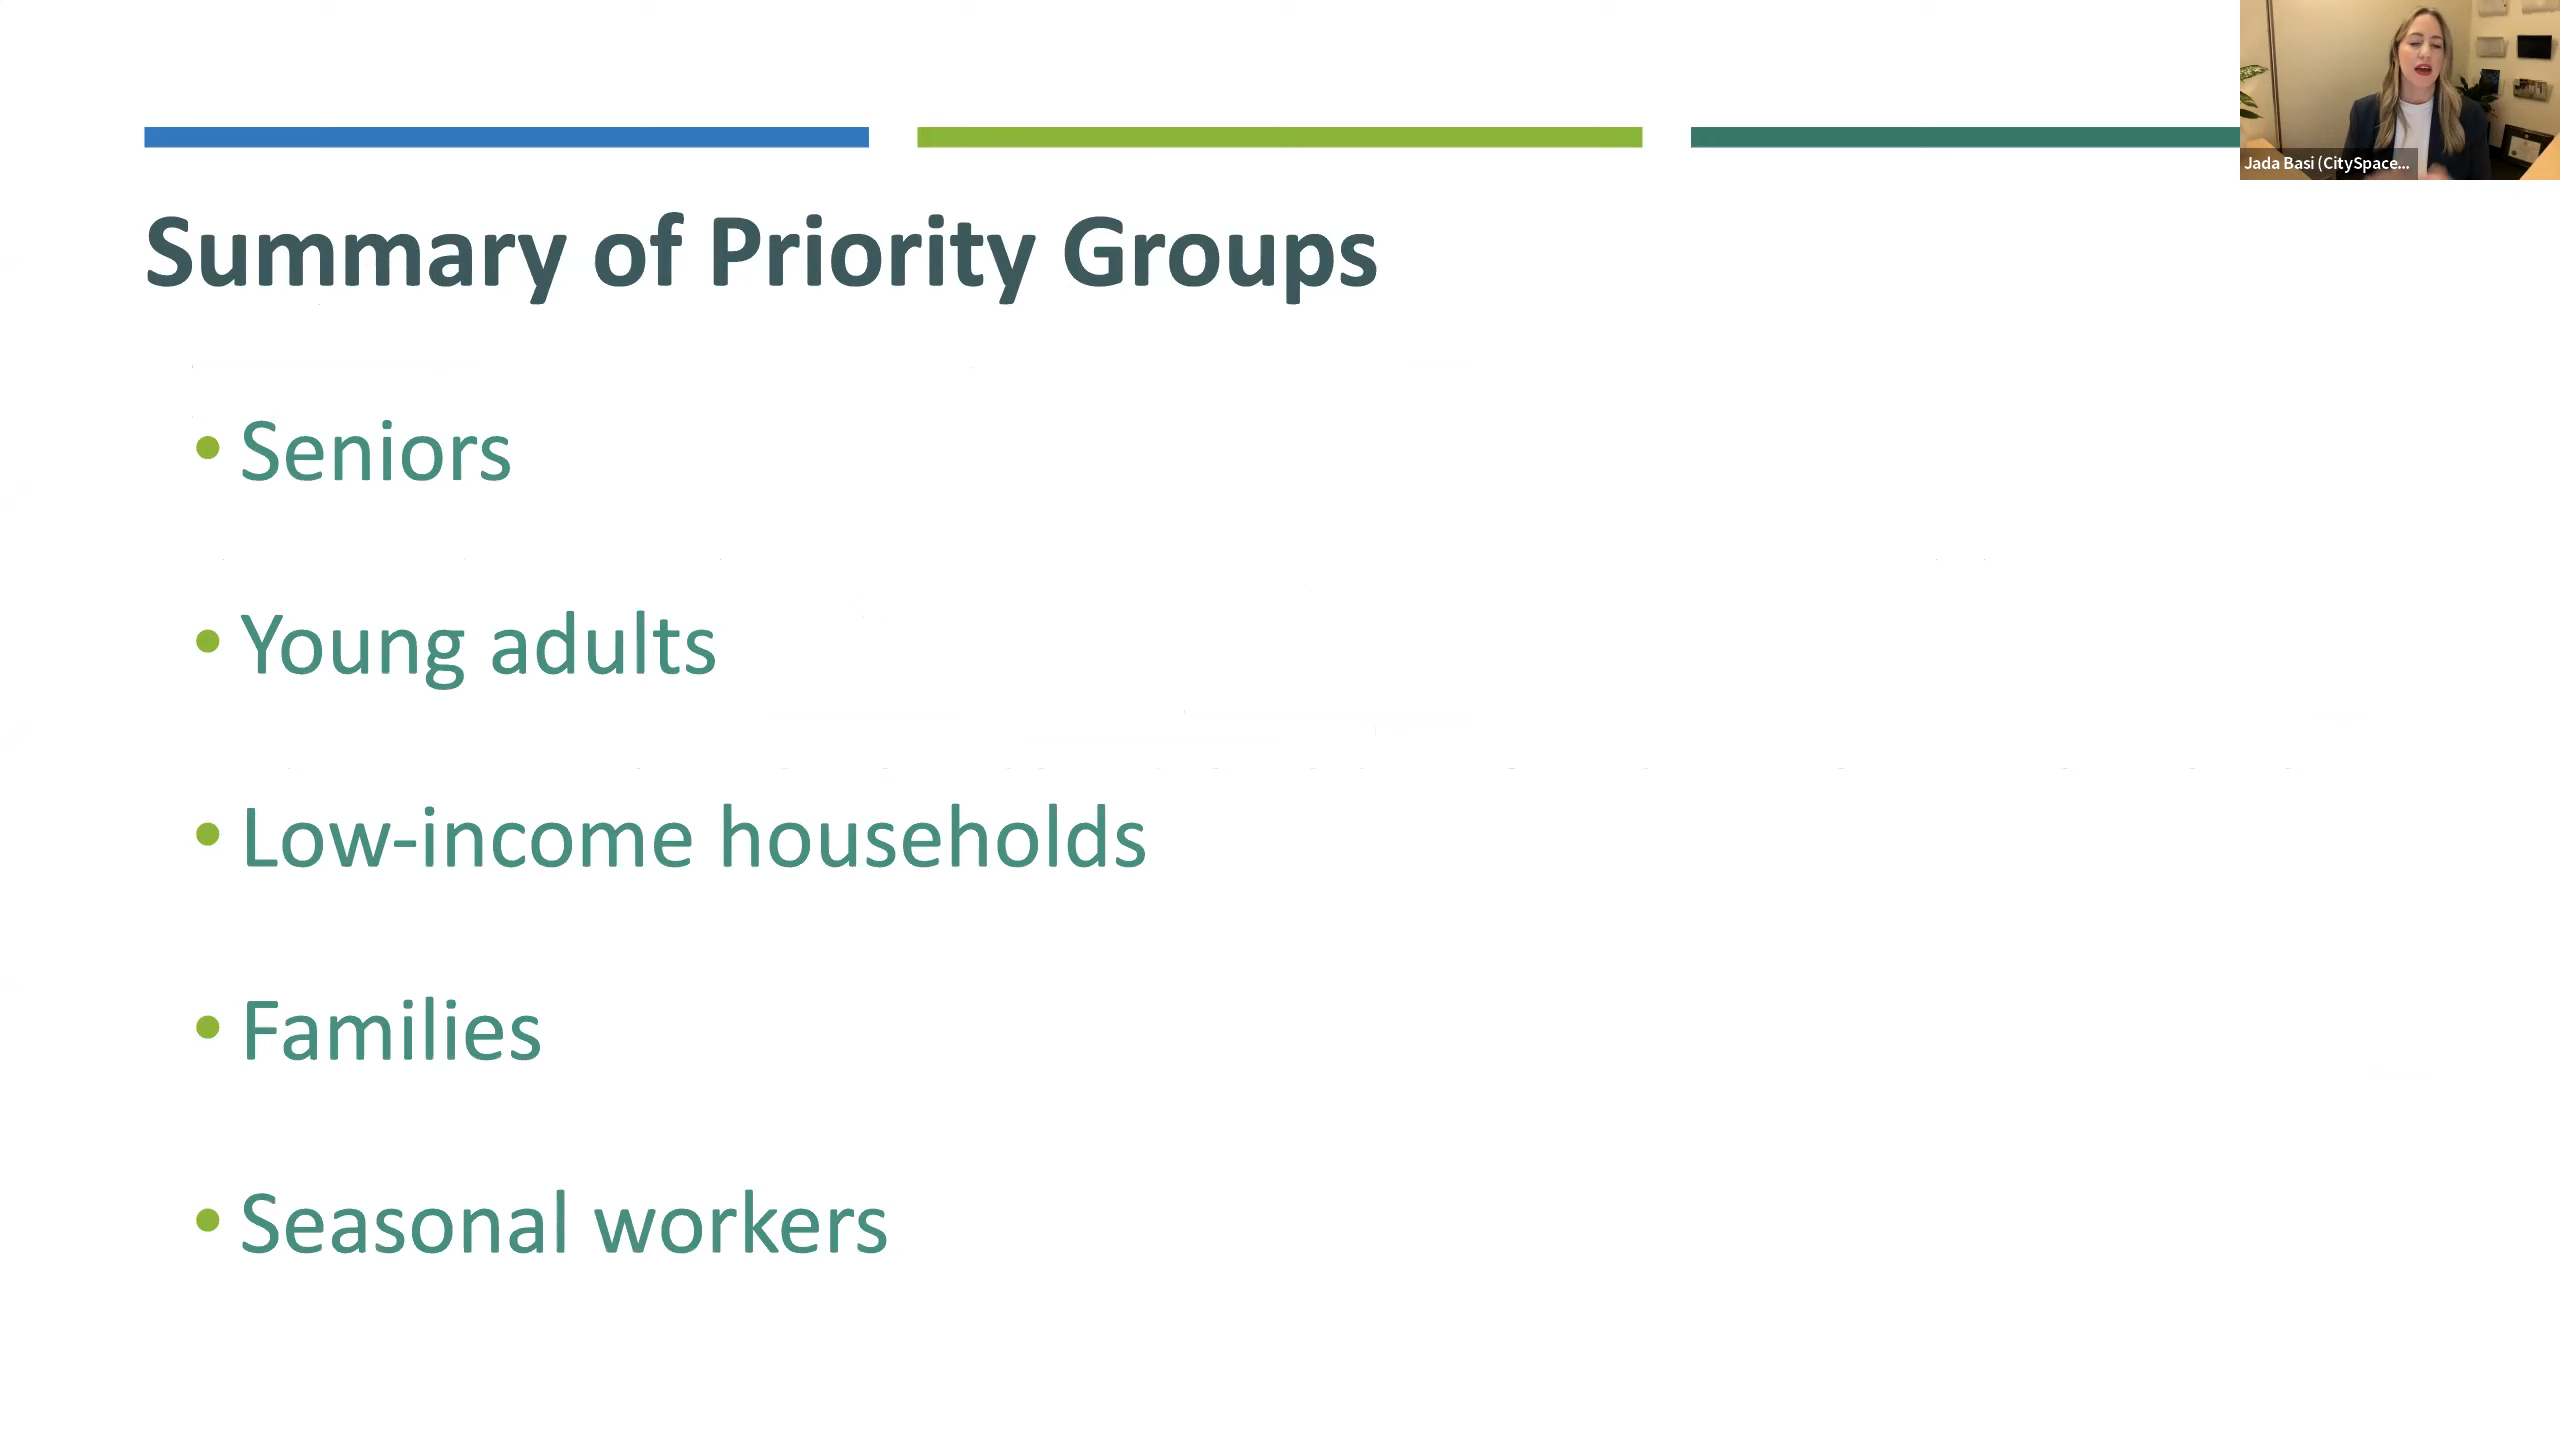 Jada Basi (CitySpace...
Summary of Priority Groups
• Seniors
• Young adults
• Low-income households
• Families
• Seasonal workers